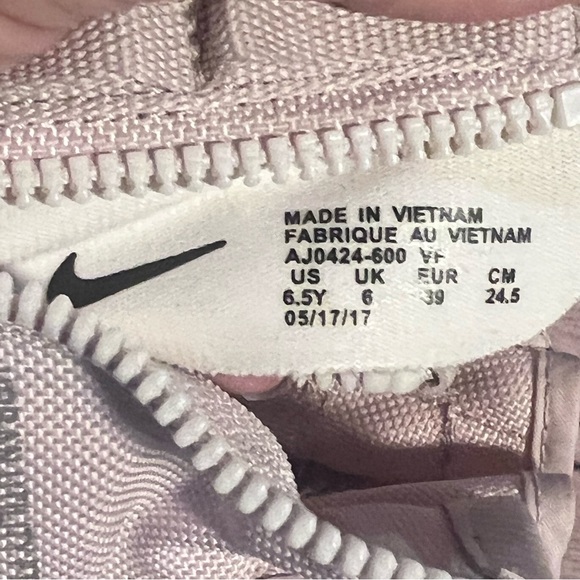 MADE IN VIETNAM
FABRIQUE AU VIETNAM
AJ0424-600 VF
US UK EUR CM
6.5Y 6 39 24.5
05/17/17